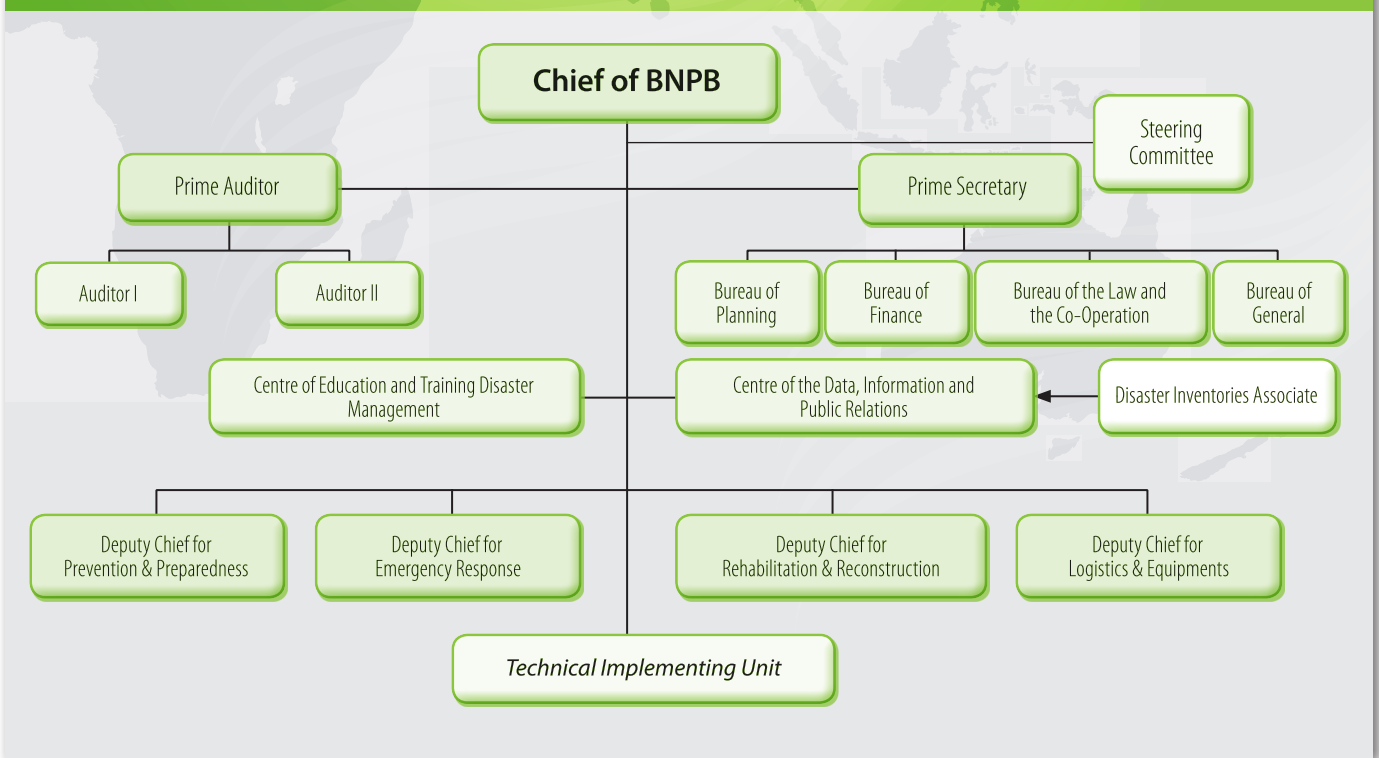 Chief of BNPB
Steering
Committee
Prime Auditor
Prime Secretary
Auditor I
Auditor II
Bureau of
Planning
Bureau of
Finance
Bureau of the Law and
the Co-Operation
Bureau of
General
Centre of Education and Training Disaster
Management
Centre of the Data, Information and
Public Relations
Disaster Inventories Associate
Deputy Chief for
Prevention & Preparedness
Deputy Chief for
Emergency Response
Deputy Chief for
Rehabilitation & Reconstruction
Deputy Chief for
Logistics & Equipments
Technical Implementing Unit